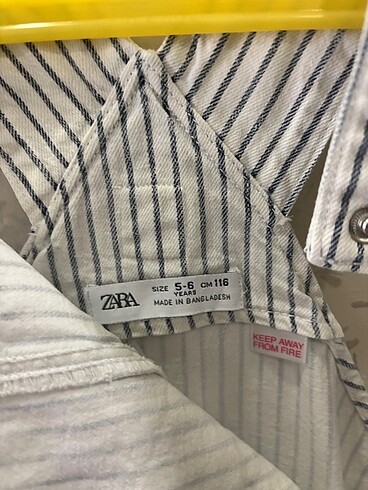 ZARA
SIZE 5-6 CM 116
YEARS
MADE IN BANGLADESH
KEEP AWAY
FROM FIRE